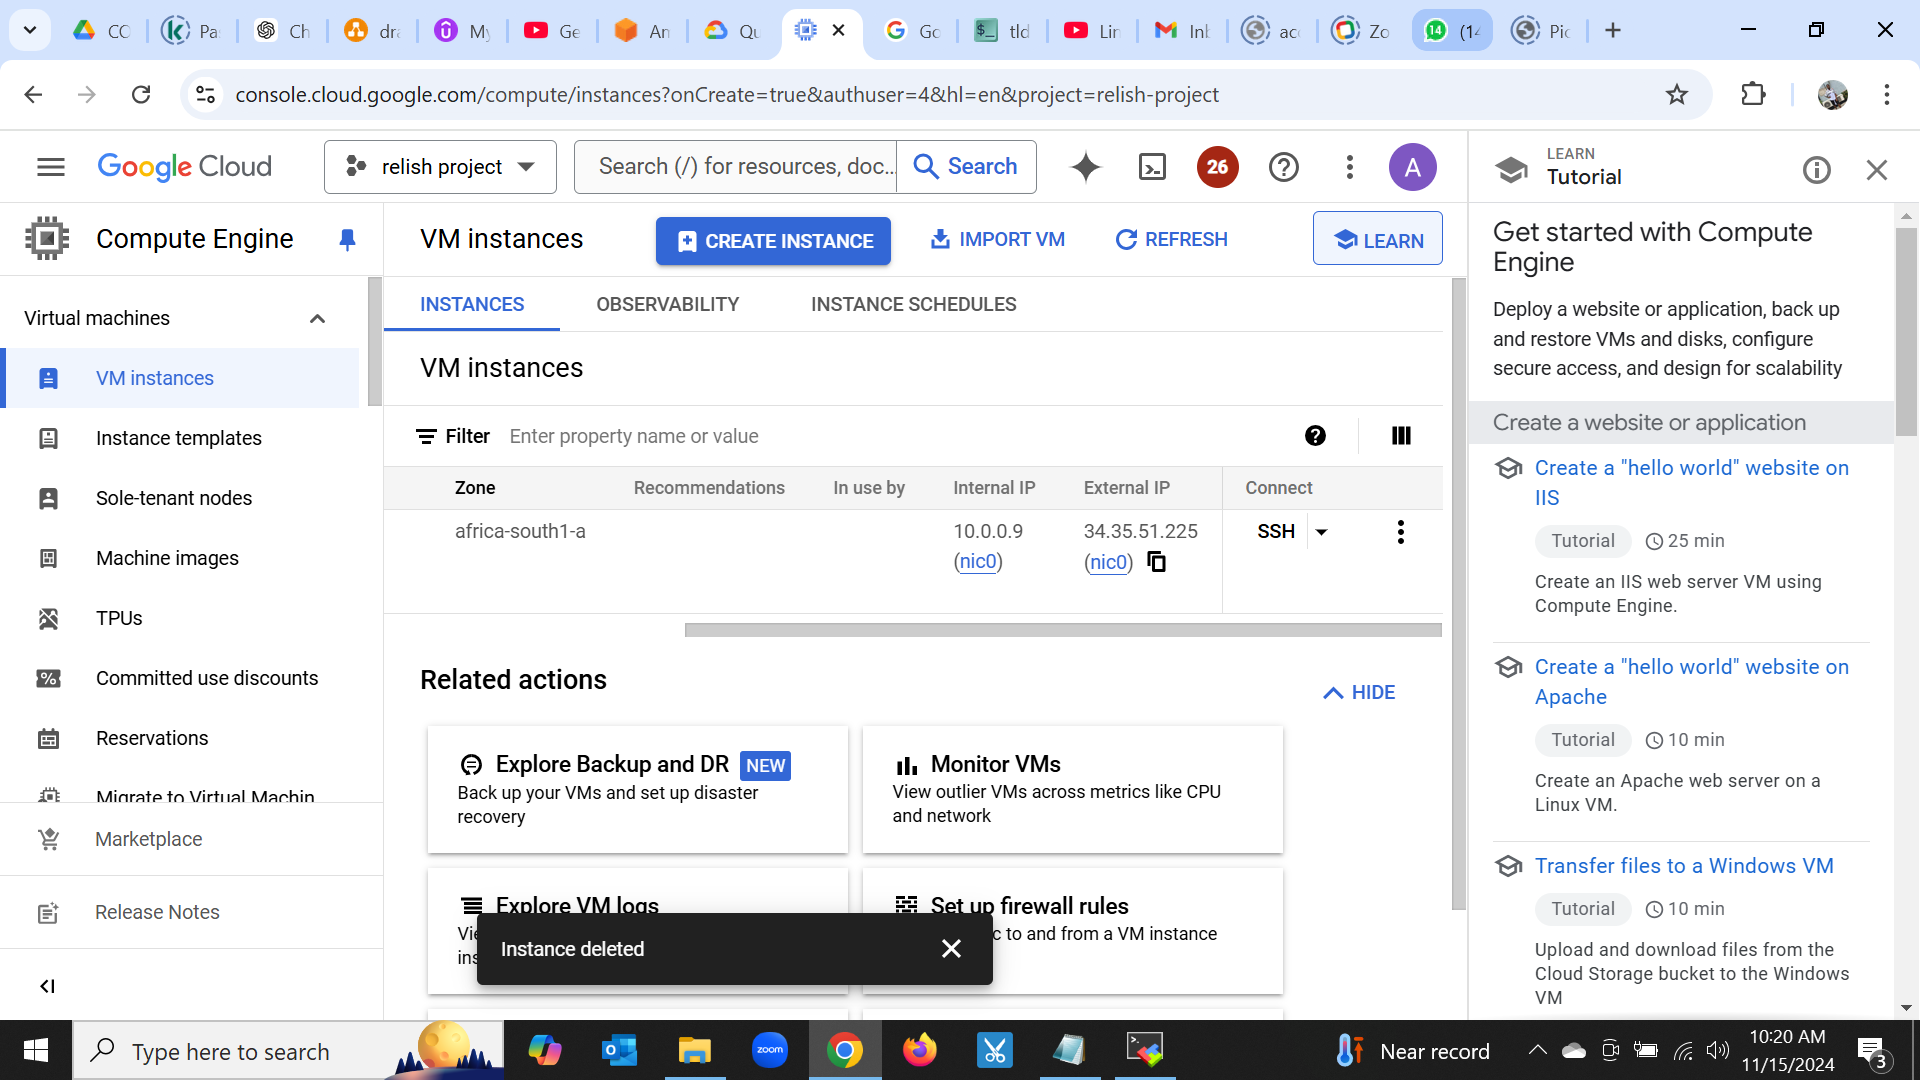 CC
Pa
Ch
dra
My
Ge
An
Qu
Go
tld
Lin
Inb
acc
Zo
14
(14
Pic
console.cloud.google.com/compute/instances?onCreate=true&authuser=4&hl=en&project=relish-project
Google Cloud
relish project
Search (/) for resources, doc...
Search
26
A
LEARN
Tutorial
Compute Engine
Virtual machines
VM instances
Instance templates
Sole-tenant nodes
Machine images
TPUs
Committed use discounts
Reservations
Migrate to Virtual Machin
Marketplace
Release Notes
VM instances
CREATE INSTANCE
IMPORT VM
REFRESH
LEARN
INSTANCES
OBSERVABILITY
INSTANCE SCHEDULES
VM instances
Filter
Enter property name or value
Zone Recommendations In use by Internal IP External IP Connect
africa-south1-a 10.0.0.9 34.35.51.225 SSH
(nic0) (nic0)
Related actions
HIDE
Explore Backup and DR NEW
Back up your VMs and set up disaster
recovery
Monitor VMs
View outlier VMs across metrics like CPU
and network
Explore VM logs
Vie
ins
Set up firewall rules
c to and from a VM instance
Instance deleted
Get started with Compute
Engine
Deploy a website or application, back up
and restore VMs and disks, configure
secure access, and design for scalability
Create a website or application
Create a "hello world" website on
IIS
Tutorial 25 min
Create an IIS web server VM using
Compute Engine.
Create a "hello world" website on
Apache
Tutorial 10 min
Create an Apache web server on a
Linux VM.
Transfer files to a Windows VM
Tutorial 10 min
Upload and download files from the
Cloud Storage bucket to the Windows
VM
Type here to search
zoom
Near record
10:20 AM
11/15/2024
3